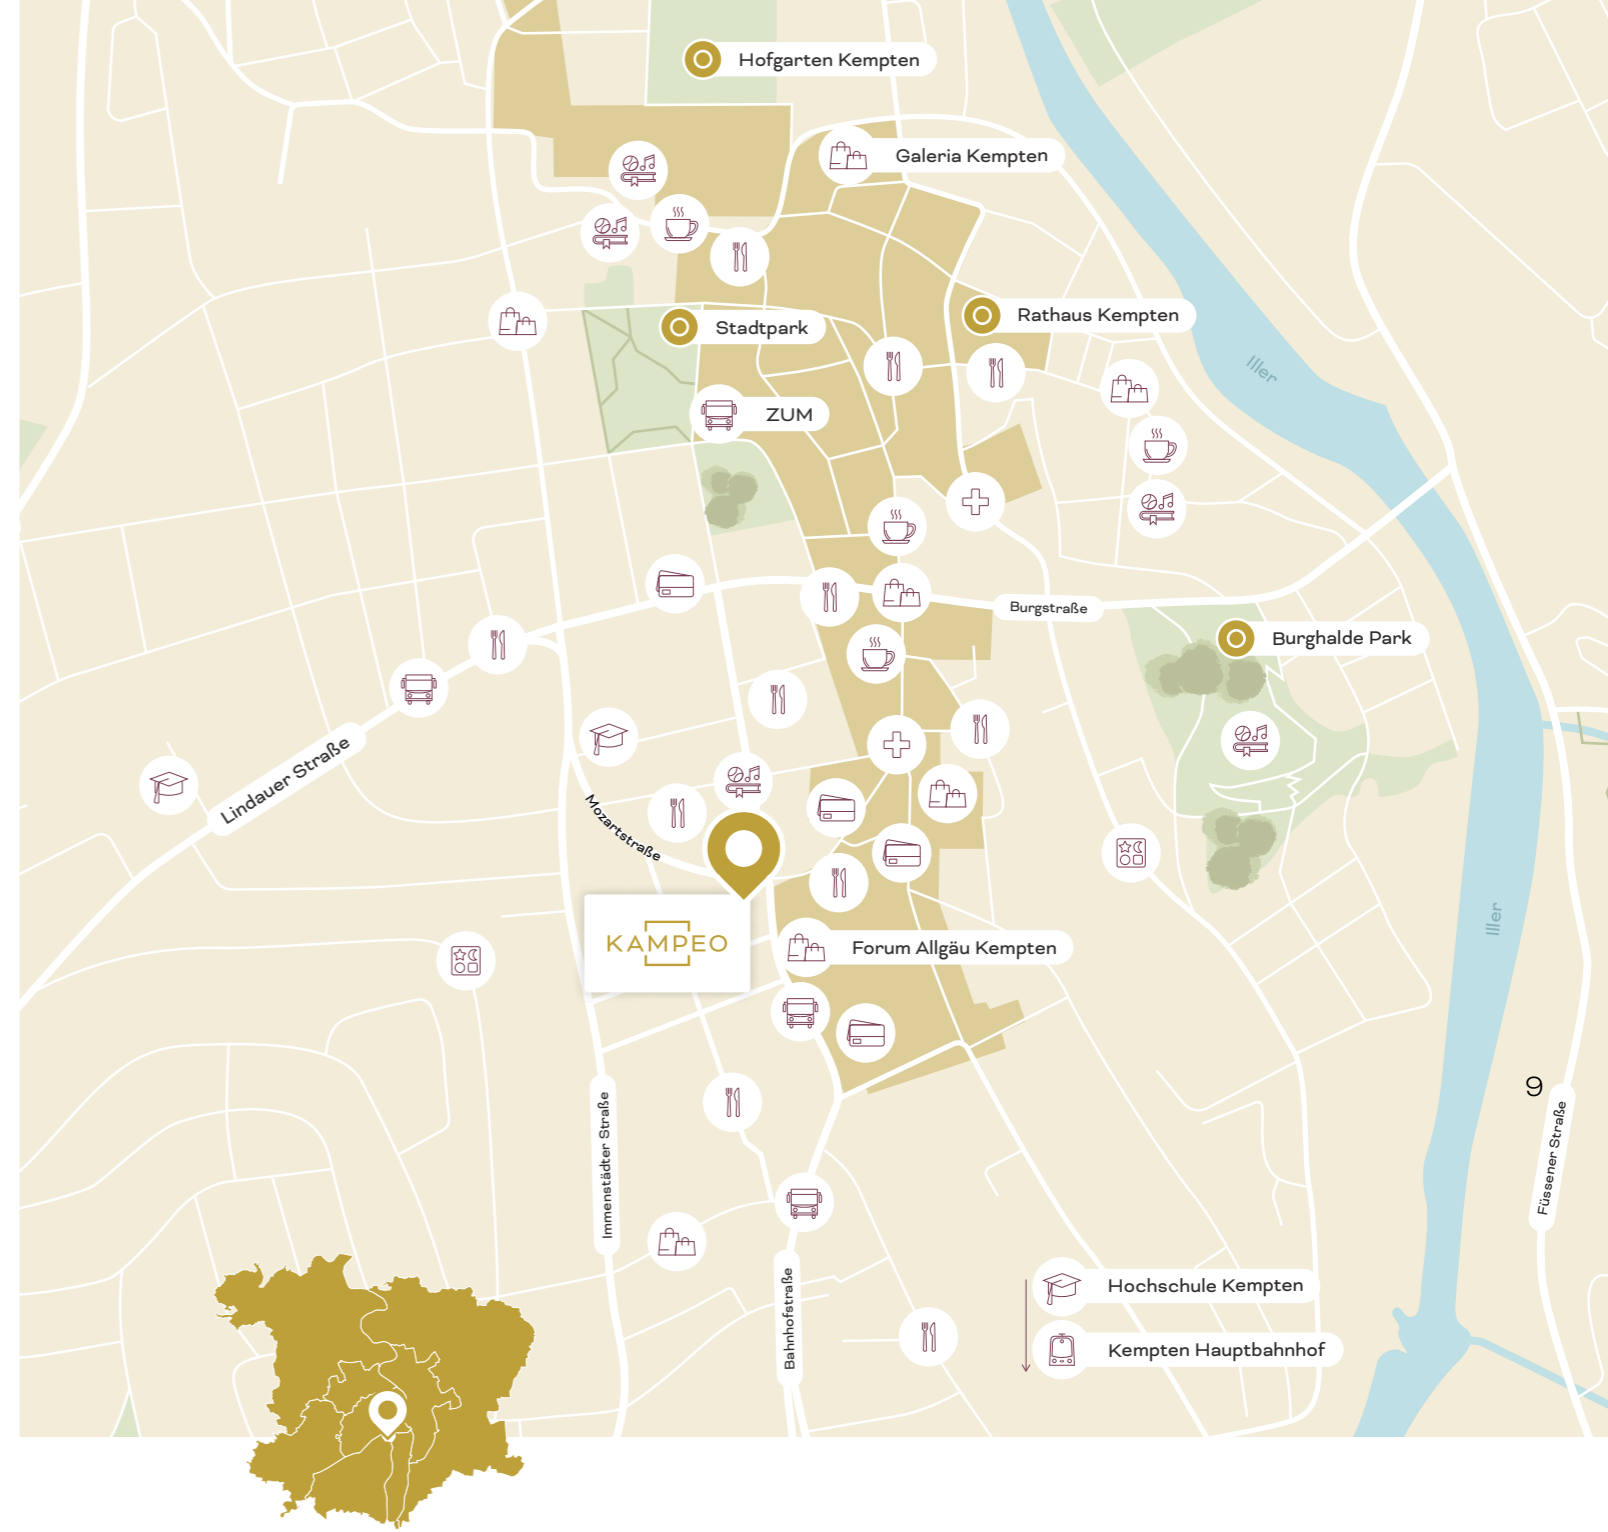 Hofgarten Kempten
Galeria Kempten
Rathaus Kempten
Stadtpark
Iller
ZUM
Burgstraße
Burghalde Park
Lindauer Straße
Mozartstraße
KAMPEO
Forum Allgäu Kempten
Iller
9
Immenstädter Straße
Füssener Straße
Bahnhofstraße
Hochschule Kempten
Kempten Hauptbahnhof